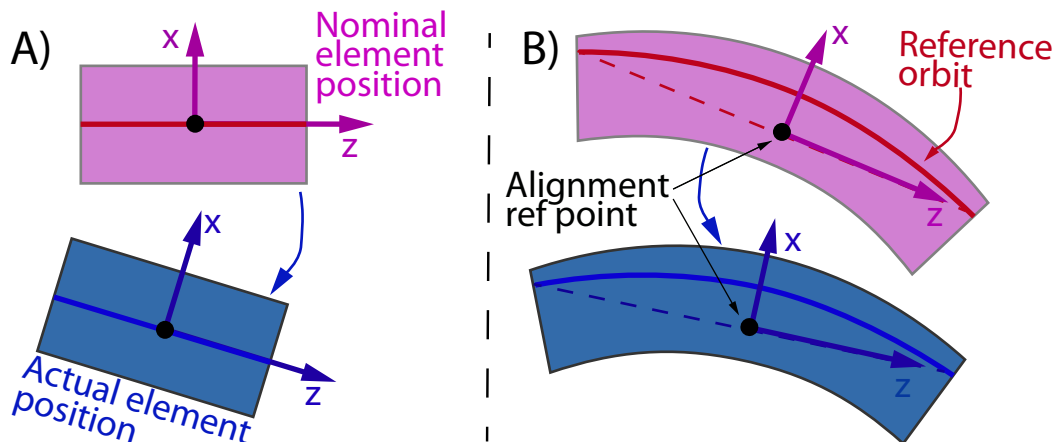 A)
x
Nominal
element
position
z
x
z
Actual element
position
B)
x
Reference
orbit
z
Alignment
ref point
x
z